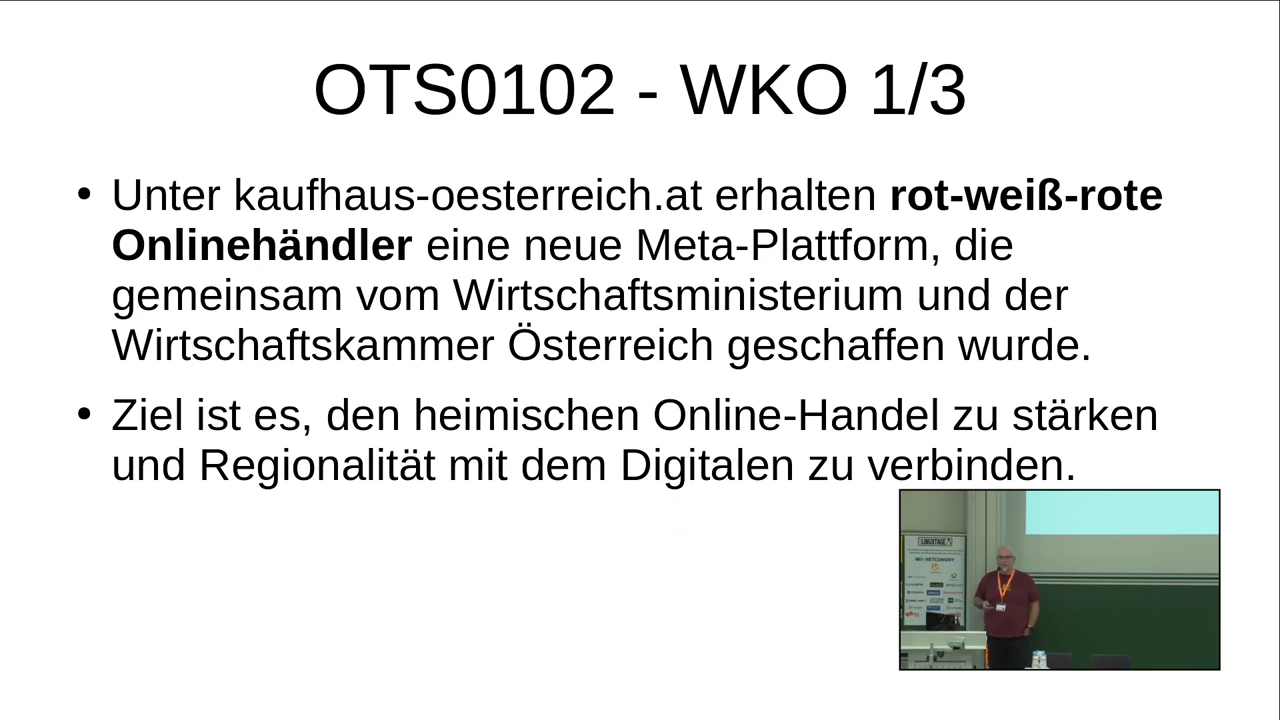 OTS0102 - WKO 1/3
• Unter kaufhaus-oesterreich.at erhalten rot-weiß-rote
Onlinehändler eine neue Meta-Plattform, die
gemeinsam vom Wirtschaftsministerium und der
Wirtschaftskammer Österreich geschaffen wurde.
• Ziel ist es, den heimischen Online-Handel zu stärken
und Regionalität mit dem Digitalen zu verbinden.
LINUXTAGE
NETCONOMY